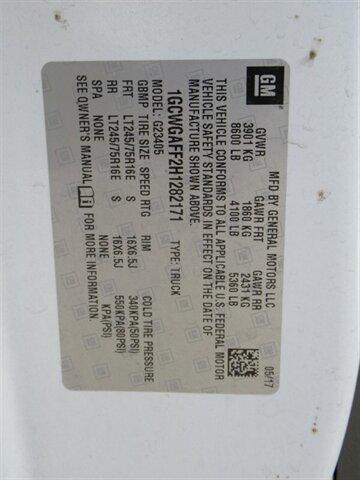 GM
MFD BY GENERAL MOTORS LLC 05/17
GVWR GAWR FRT GAWR RR
3901 KG 1860 KG 2431 KG
8600 LB 4100 LB 5360 LB
THIS VEHICLE CONFORMS TO ALL APPLICABLE U.S. FEDERAL MOTOR
VEHICLE SAFETY STANDARDS IN EFFECT ON THE DATE OF
MANUFACTURE SHOWN ABOVE.
1GCWGAFF2H1282171 TYPE: TRUCK
G23405
GBMP TIRE SIZE SPEED RTG RIM COLD TIRE PRESSURE
FRT LT245/75R16E S 16X6.5J 340KPA(50PSI)
RR LT245/75R16E S 16X6.5J 550KPA(80PSI)
SPA NONE NONE KPA(PSI)
SEE OWNER'S MANUAL FOR MORE INFORMATION.